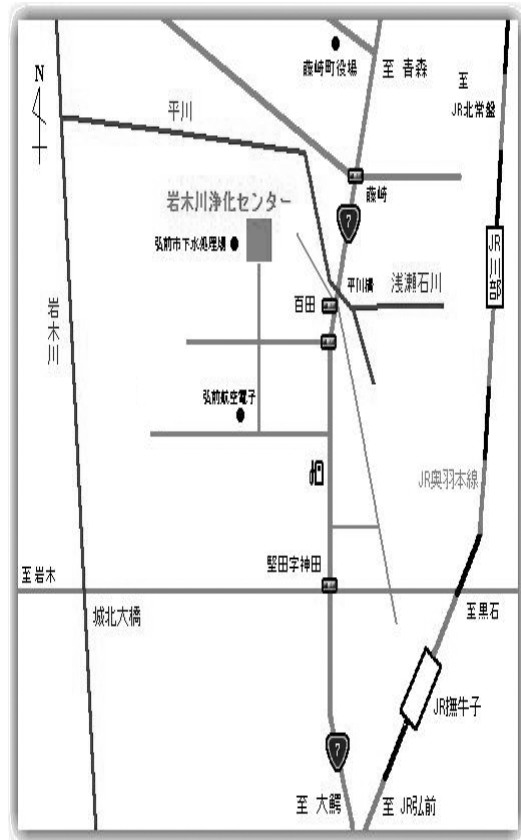 藤崎町役場
至 青森
至
JR北常盤
N
平川
藤崎
岩木川浄化センター
7
弘前市下水処理場
JR川部
平川橋
浅瀬石川
百田
岩木川
弘前航空電子
JR奥羽本線
堅田字神田
至岩木
至黒石
城北大橋
JR撫牛子
7
至 大鰐
至 JR弘前